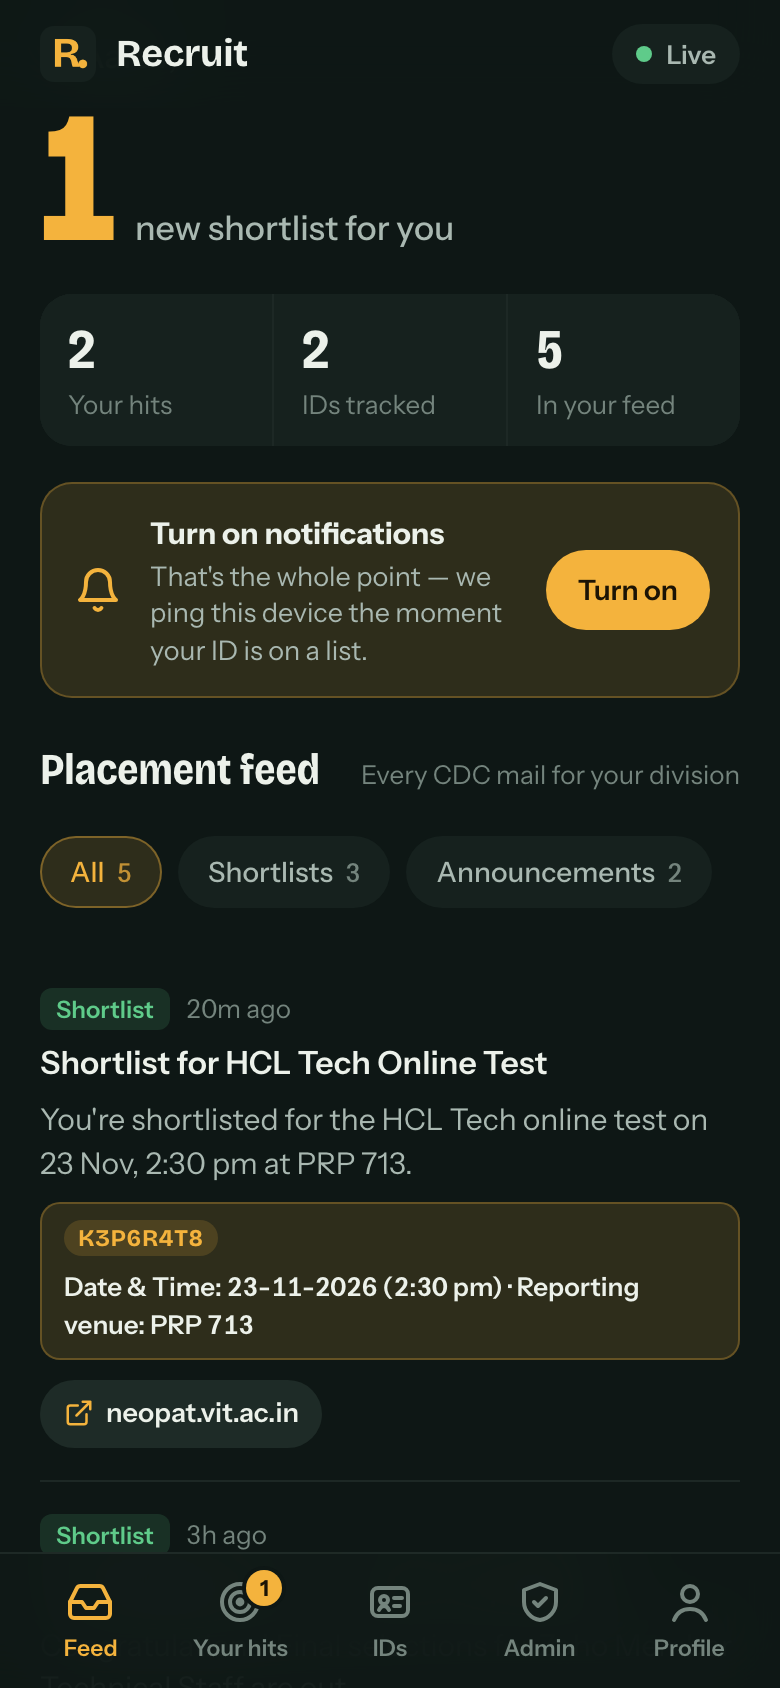 R.
Recruit
Live
1 new shortlist for you
2
Your hits
2
IDs tracked
5
In your feed
Turn on notifications
That's the whole point — we
ping this device the moment
your ID is on a list.
Turn on
Placement feed
Every CDC mail for your division
All 5
Shortlists 3
Announcements 2
Shortlist 20m ago
Shortlist for HCL Tech Online Test
You're shortlisted for the HCL Tech online test on
23 Nov, 2:30 pm at PRP 713.
K3P6R4T8
Date & Time: 23-11-2026 (2:30 pm) · Reporting
venue: PRP 713
neopat.vit.ac.in
Shortlist 3h ago
1
Feed
Your hits
IDs
Admin
Profile
Technical Staff are out